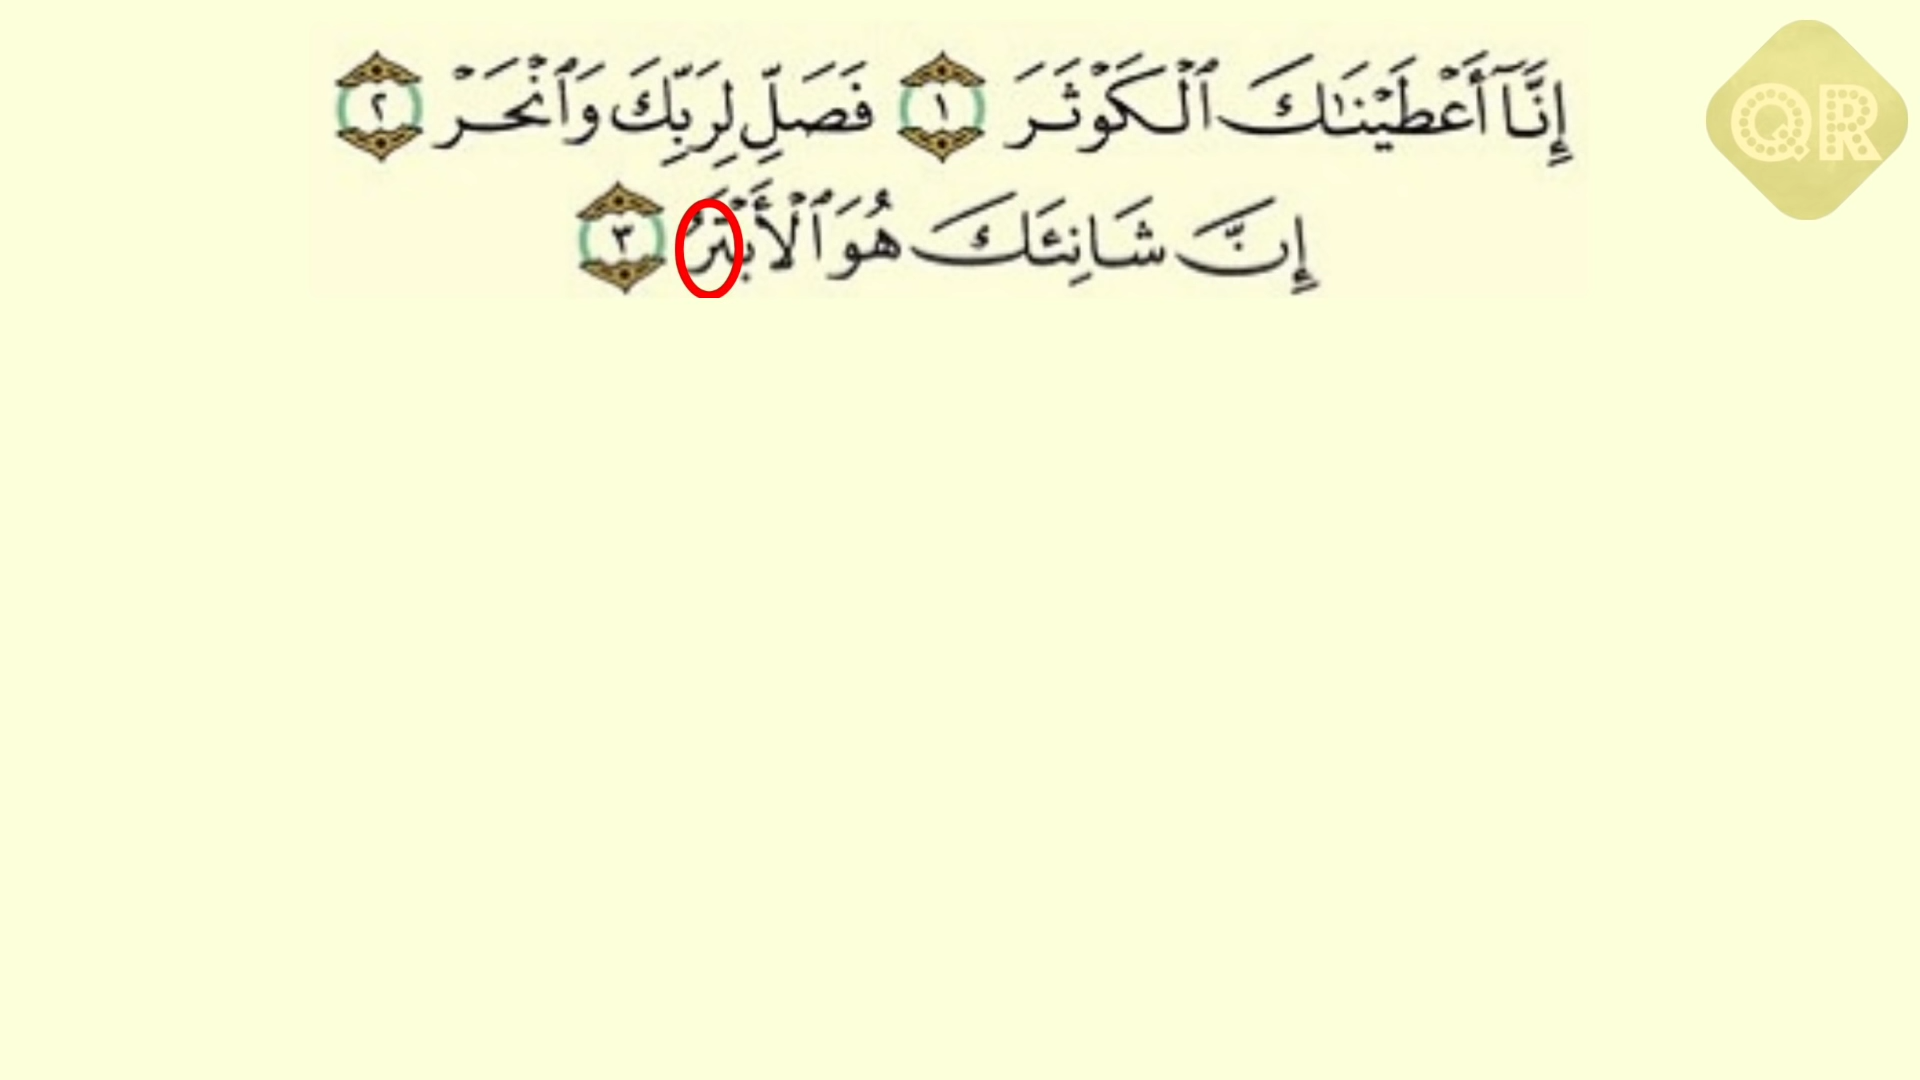 إِنَّآ أَعْطَيْنَـٰكَ ٱلْكَوْثَرَ ١ فَصَلِّ لِرَبِّكَ وَٱنْحَرْ ٢
إِنَّ شَانِئَكَ هُوَ ٱلْأَبْتَرُ ٣
QR